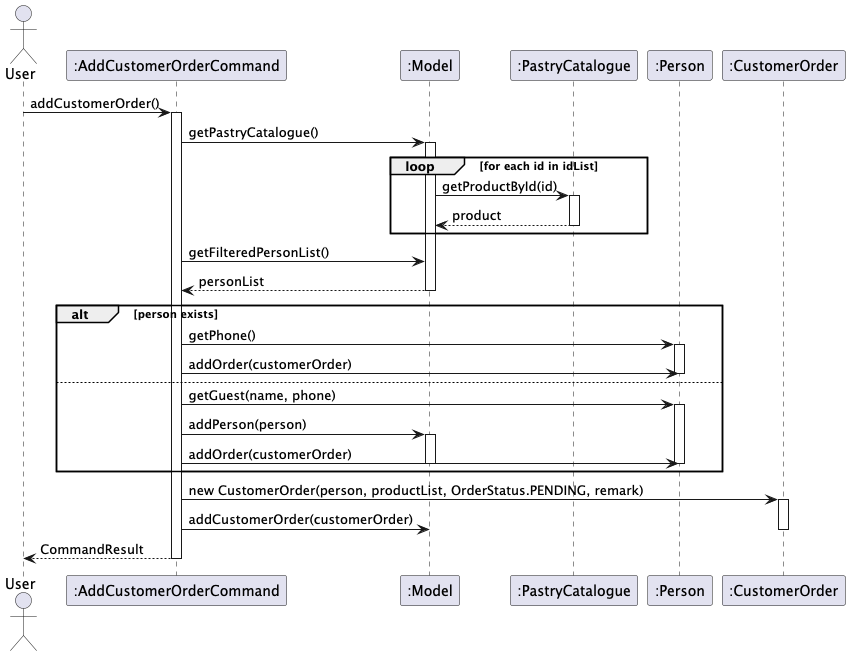 User
:AddCustomerOrderCommand
:Model
:PastryCatalogue
:Person
:CustomerOrder
addCustomerOrder()
getPastryCatalogue()
loop
[for each id in idList]
getProductById(id)
product
getFilteredPersonList()
personList
alt
[person exists]
getPhone()
addOrder(customerOrder)
getGuest(name, phone)
addPerson(person)
addOrder(customerOrder)
new CustomerOrder(person, productList, OrderStatus.PENDING, remark)
addCustomerOrder(customerOrder)
CommandResult
User
:AddCustomerOrderCommand
:Model
:PastryCatalogue
:Person
:CustomerOrder